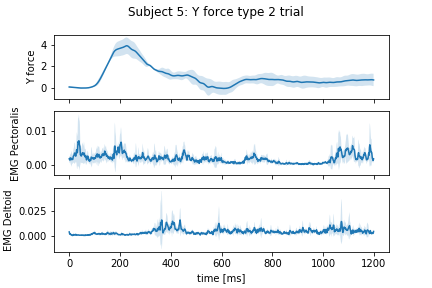 Subject 5: Y force type 2 trial
Y force
4
2
0
EMG Pectoralis
0.01
0.00
EMG Deltoid
0.025
0.000
0 200 400 600 800 1000 1200
time [ms]